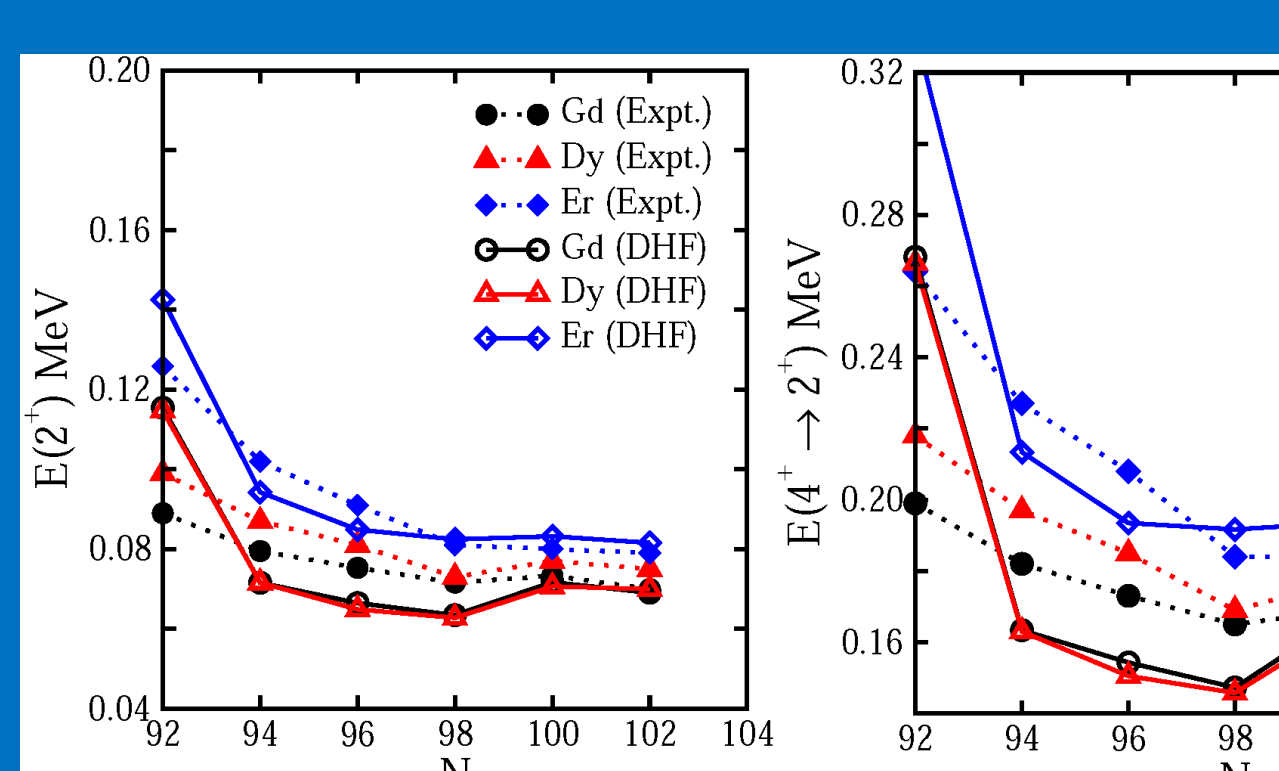 0.20
0.16
0.12
0.08
0.04
E(2⁺) MeV
92 94 96 98 100 102 104
N
Gd (Expt.)
Dy (Expt.)
Er (Expt.)
Gd (DHF)
Dy (DHF)
Er (DHF)
0.32
0.28
0.24
0.20
0.16
E(4⁺ → 2⁺) MeV
92 94 96 98
N